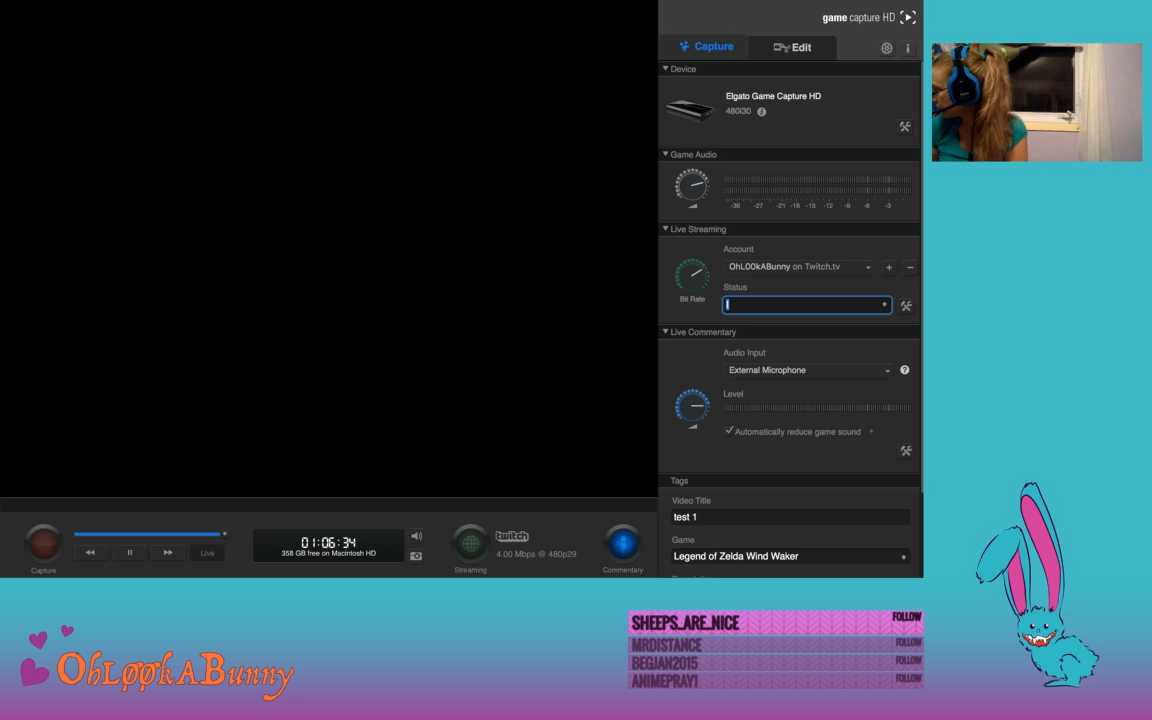 game capture HD
Capture
Edit
Device
Elgato Game Capture HD
480i30
Game Audio
-36 -27 -21 -18 -15 -12 -9 -6 -3
Live Streaming
Account
OhL00kABunny on Twitch.tv
Status
Bit Rate
Live Commentary
Audio Input
External Microphone
Level
Automatically reduce game sound
Tags
Video Title
test 1
Game
Legend of Zelda Wind Waker
Capture
Live
01:06:34
358 GB free on Macintosh HD
twitch
4.00 Mbps @ 480p29
Streaming
Commentary
OhLØØkABunny
SHEEPS_ARE_NICE FOLLOW
MRDISTANCE FOLLOW
BEGJAN2015 FOLLOW
ANIMEPRAY1 FOLLOW